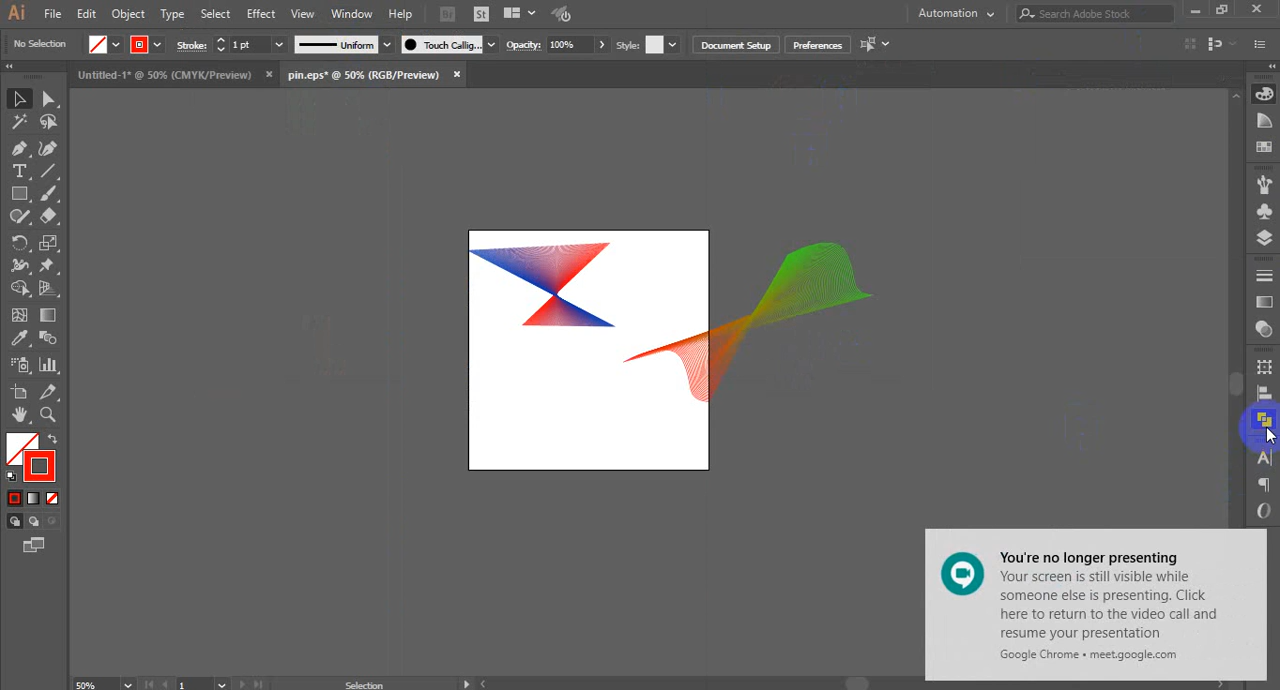 Ai File Edit Object Type Select Effect View Window Help Br St Automation Search Adobe Stock
No Selection Stroke: 1 pt Uniform Touch Callig... Opacity: 100% Style: Document Setup Preferences
Untitled-1* @ 50% (CMYK/Preview) × pin.eps* @ 50% (RGB/Preview) ×
T
A
You're no longer presenting
Your screen is still visible while
someone else is presenting. Click
here to return to the video call and
resume your presentation
Google Chrome • meet.google.com
50% 1 Selection